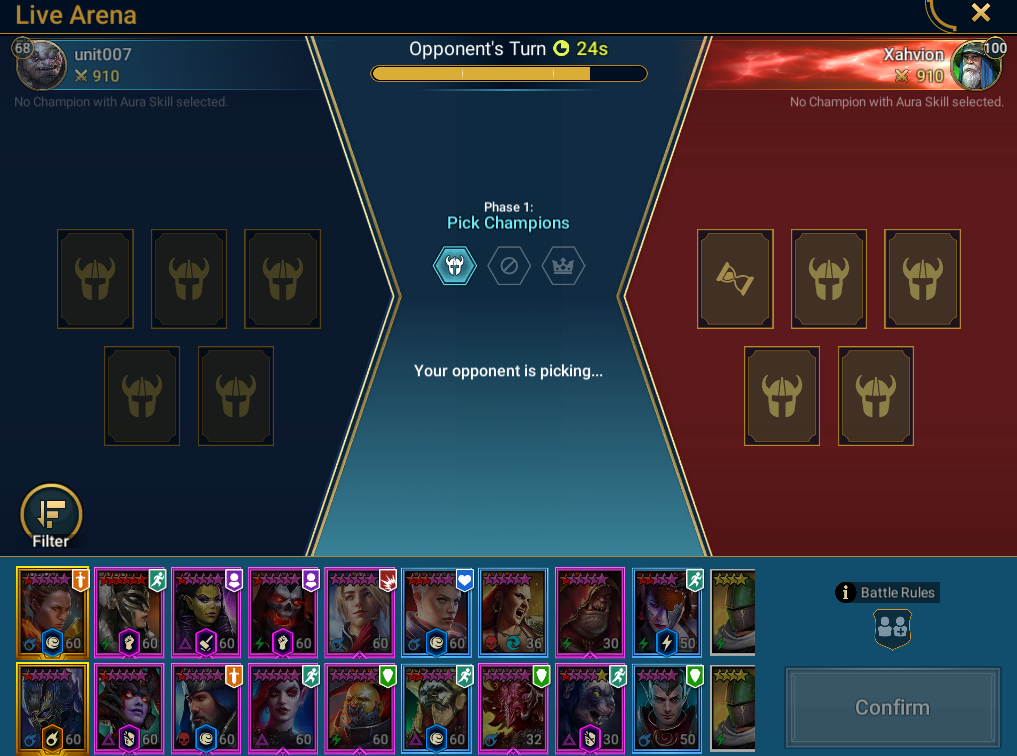 Live Arena
68
unit007
910
No Champion with Aura Skill selected.
Opponent's Turn 24s
Xahvion
100
910
No Champion with Aura Skill selected.
Phase 1:
Pick Champions
Your opponent is picking...
Filter
60 60 60 60 60 60 36 30 50
i Battle Rules
60 60 60 60 60 60 32 30 50
Confirm